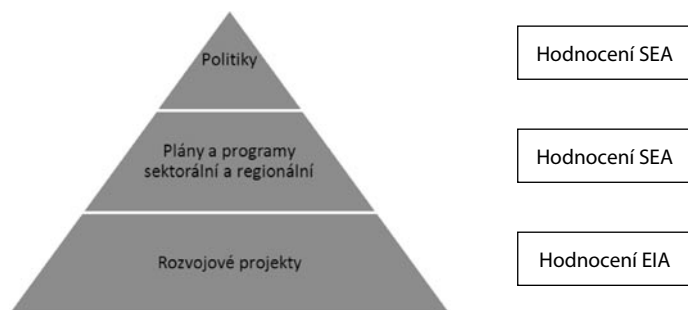 Politiky
Hodnocení SEA
Plány a programy
sektorální a regionální
Hodnocení SEA
Rozvojové projekty
Hodnocení EIA